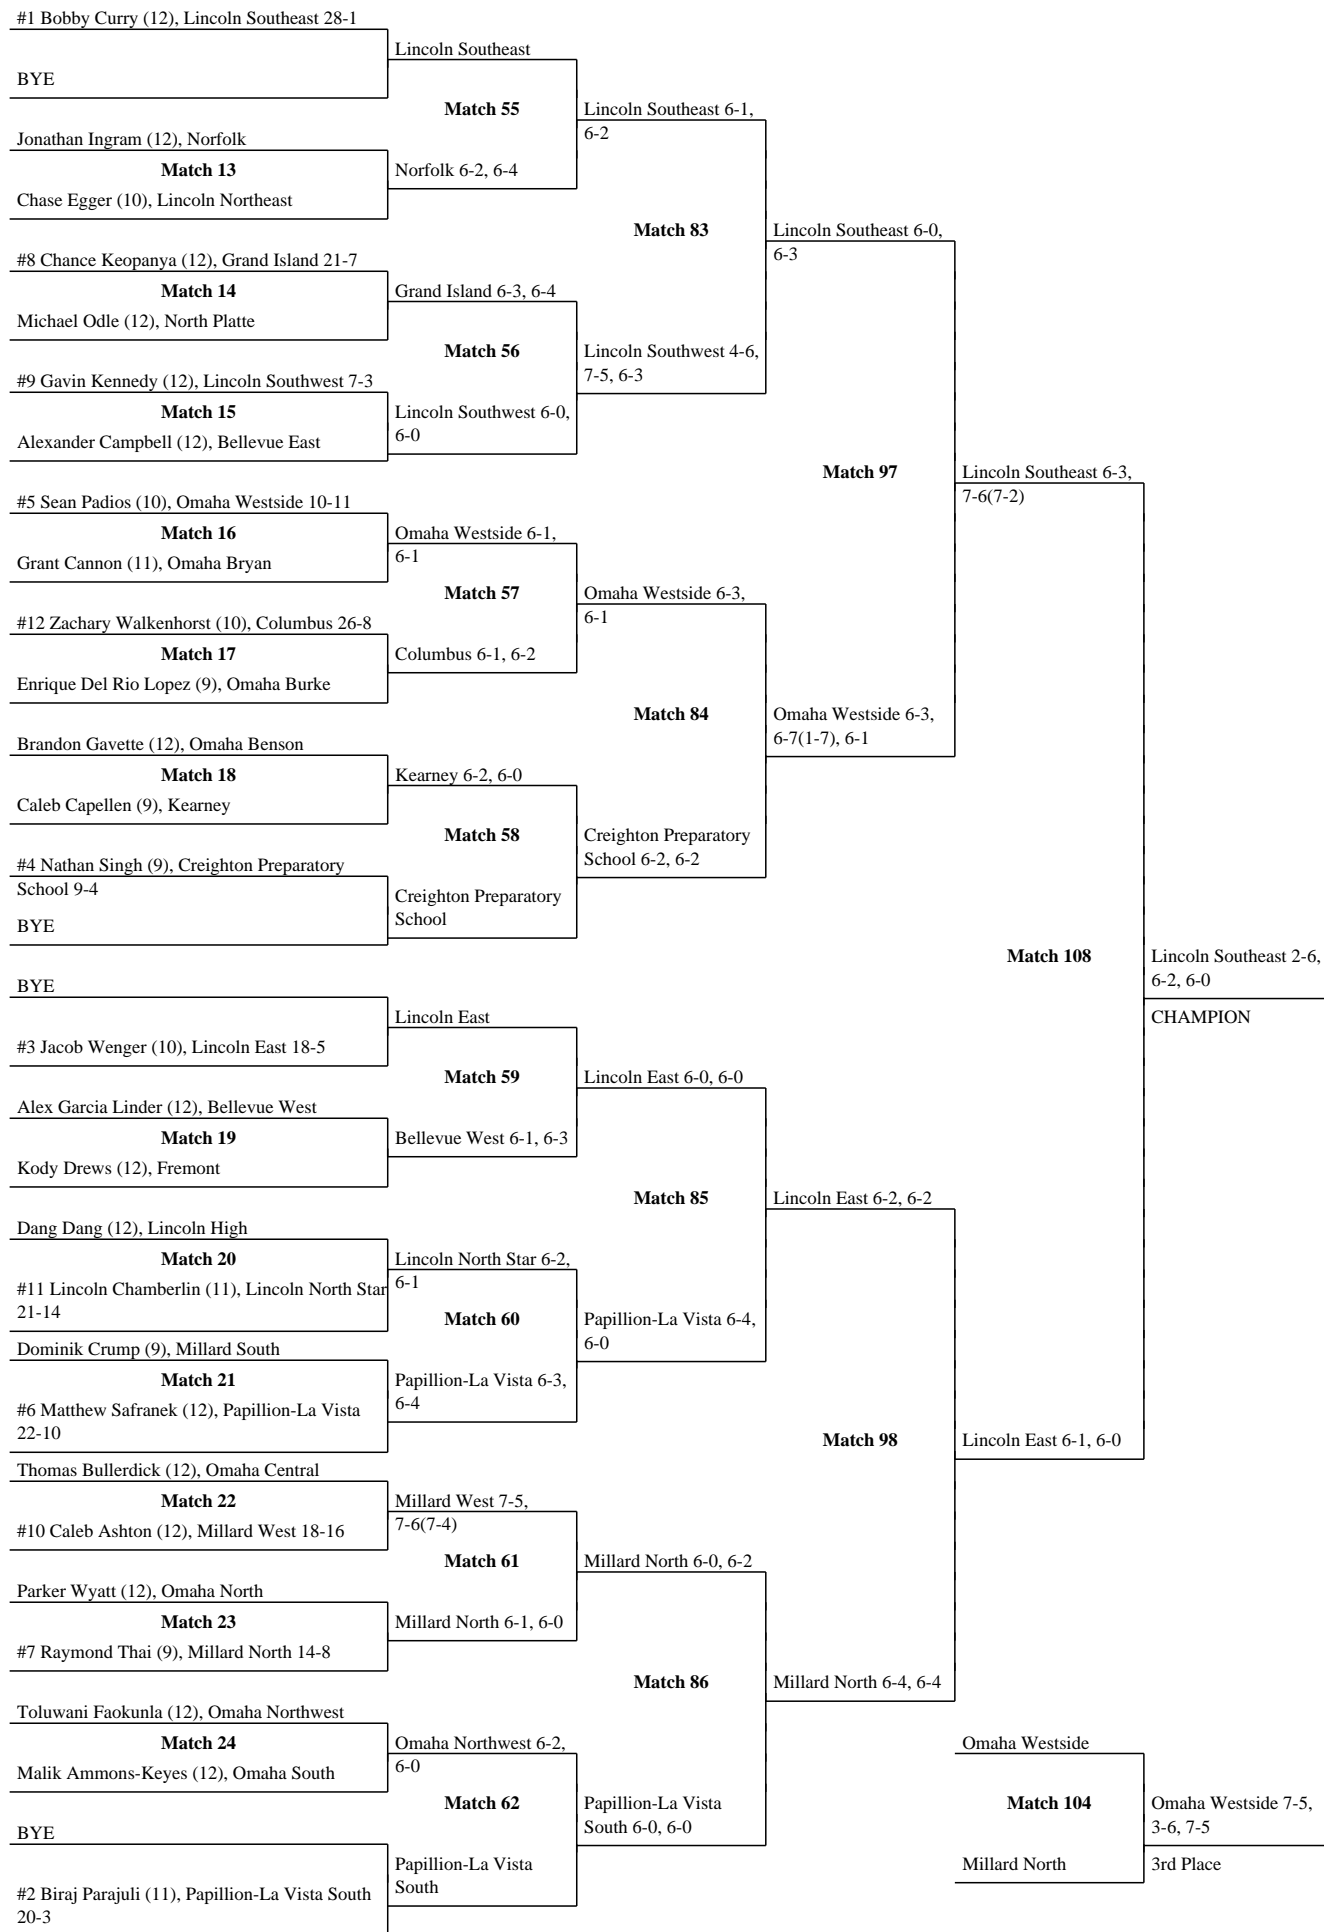 #1 Bobby Curry (12), Lincoln Southeast 28-1
BYE
Jonathan Ingram (12), Norfolk
Match 13
Chase Egger (10), Lincoln Northeast
#8 Chance Keopanya (12), Grand Island 21-7
Match 14
Michael Odle (12), North Platte
#9 Gavin Kennedy (12), Lincoln Southwest 7-3
Match 15
Alexander Campbell (12), Bellevue East
#5 Sean Padios (10), Omaha Westside 10-11
Match 16
Grant Cannon (11), Omaha Bryan
#12 Zachary Walkenhorst (10), Columbus 26-8
Match 17
Enrique Del Rio Lopez (9), Omaha Burke
Brandon Gavette (12), Omaha Benson
Match 18
Caleb Capellen (9), Kearney
#4 Nathan Singh (9), Creighton Preparatory
School 9-4
BYE
BYE
#3 Jacob Wenger (10), Lincoln East 18-5
Alex Garcia Linder (12), Bellevue West
Match 19
Kody Drews (12), Fremont
Dang Dang (12), Lincoln High
Match 20
#11 Lincoln Chamberlin (11), Lincoln North Star
21-14
Dominik Crump (9), Millard South
Match 21
#6 Matthew Safranek (12), Papillion-La Vista
22-10
Thomas Bullerdick (12), Omaha Central
Match 22
#10 Caleb Ashton (12), Millard West 18-16
Parker Wyatt (12), Omaha North
Match 23
#7 Raymond Thai (9), Millard North 14-8
Toluwani Faokunla (12), Omaha Northwest
Match 24
Malik Ammons-Keyes (12), Omaha South
BYE
#2 Biraj Parajuli (11), Papillion-La Vista South
20-3
Lincoln Southeast
Match 55
Norfolk 6-2, 6-4
Grand Island 6-3, 6-4
Match 56
Lincoln Southwest 6-0,
6-0
Omaha Westside 6-1,
6-1
Match 57
Columbus 6-1, 6-2
Kearney 6-2, 6-0
Match 58
Creighton Preparatory
School
Lincoln East
Match 59
Bellevue West 6-1, 6-3
Lincoln North Star 6-2,
6-1
Match 60
Papillion-La Vista 6-3,
6-4
Millard West 7-5,
7-6(7-4)
Match 61
Millard North 6-1, 6-0
Omaha Northwest 6-2,
6-0
Match 62
Papillion-La Vista
South
Lincoln Southeast 6-1,
6-2
Match 83
Lincoln Southwest 4-6,
7-5, 6-3
Omaha Westside 6-3,
6-1
Match 84
Creighton Preparatory
School 6-2, 6-2
Lincoln East 6-0, 6-0
Match 85
Papillion-La Vista 6-4,
6-0
Millard North 6-0, 6-2
Match 86
Papillion-La Vista
South 6-0, 6-0
Lincoln Southeast 6-0,
6-3
Match 97
Omaha Westside 6-3,
6-7(1-7), 6-1
Lincoln East 6-2, 6-2
Match 98
Millard North 6-4, 6-4
Lincoln Southeast 6-3,
7-6(7-2)
Match 108
Lincoln East 6-1, 6-0
Lincoln Southeast 2-6,
6-2, 6-0
CHAMPION
Omaha Westside
Match 104
Millard North
Omaha Westside 7-5,
3-6, 7-5
3rd Place